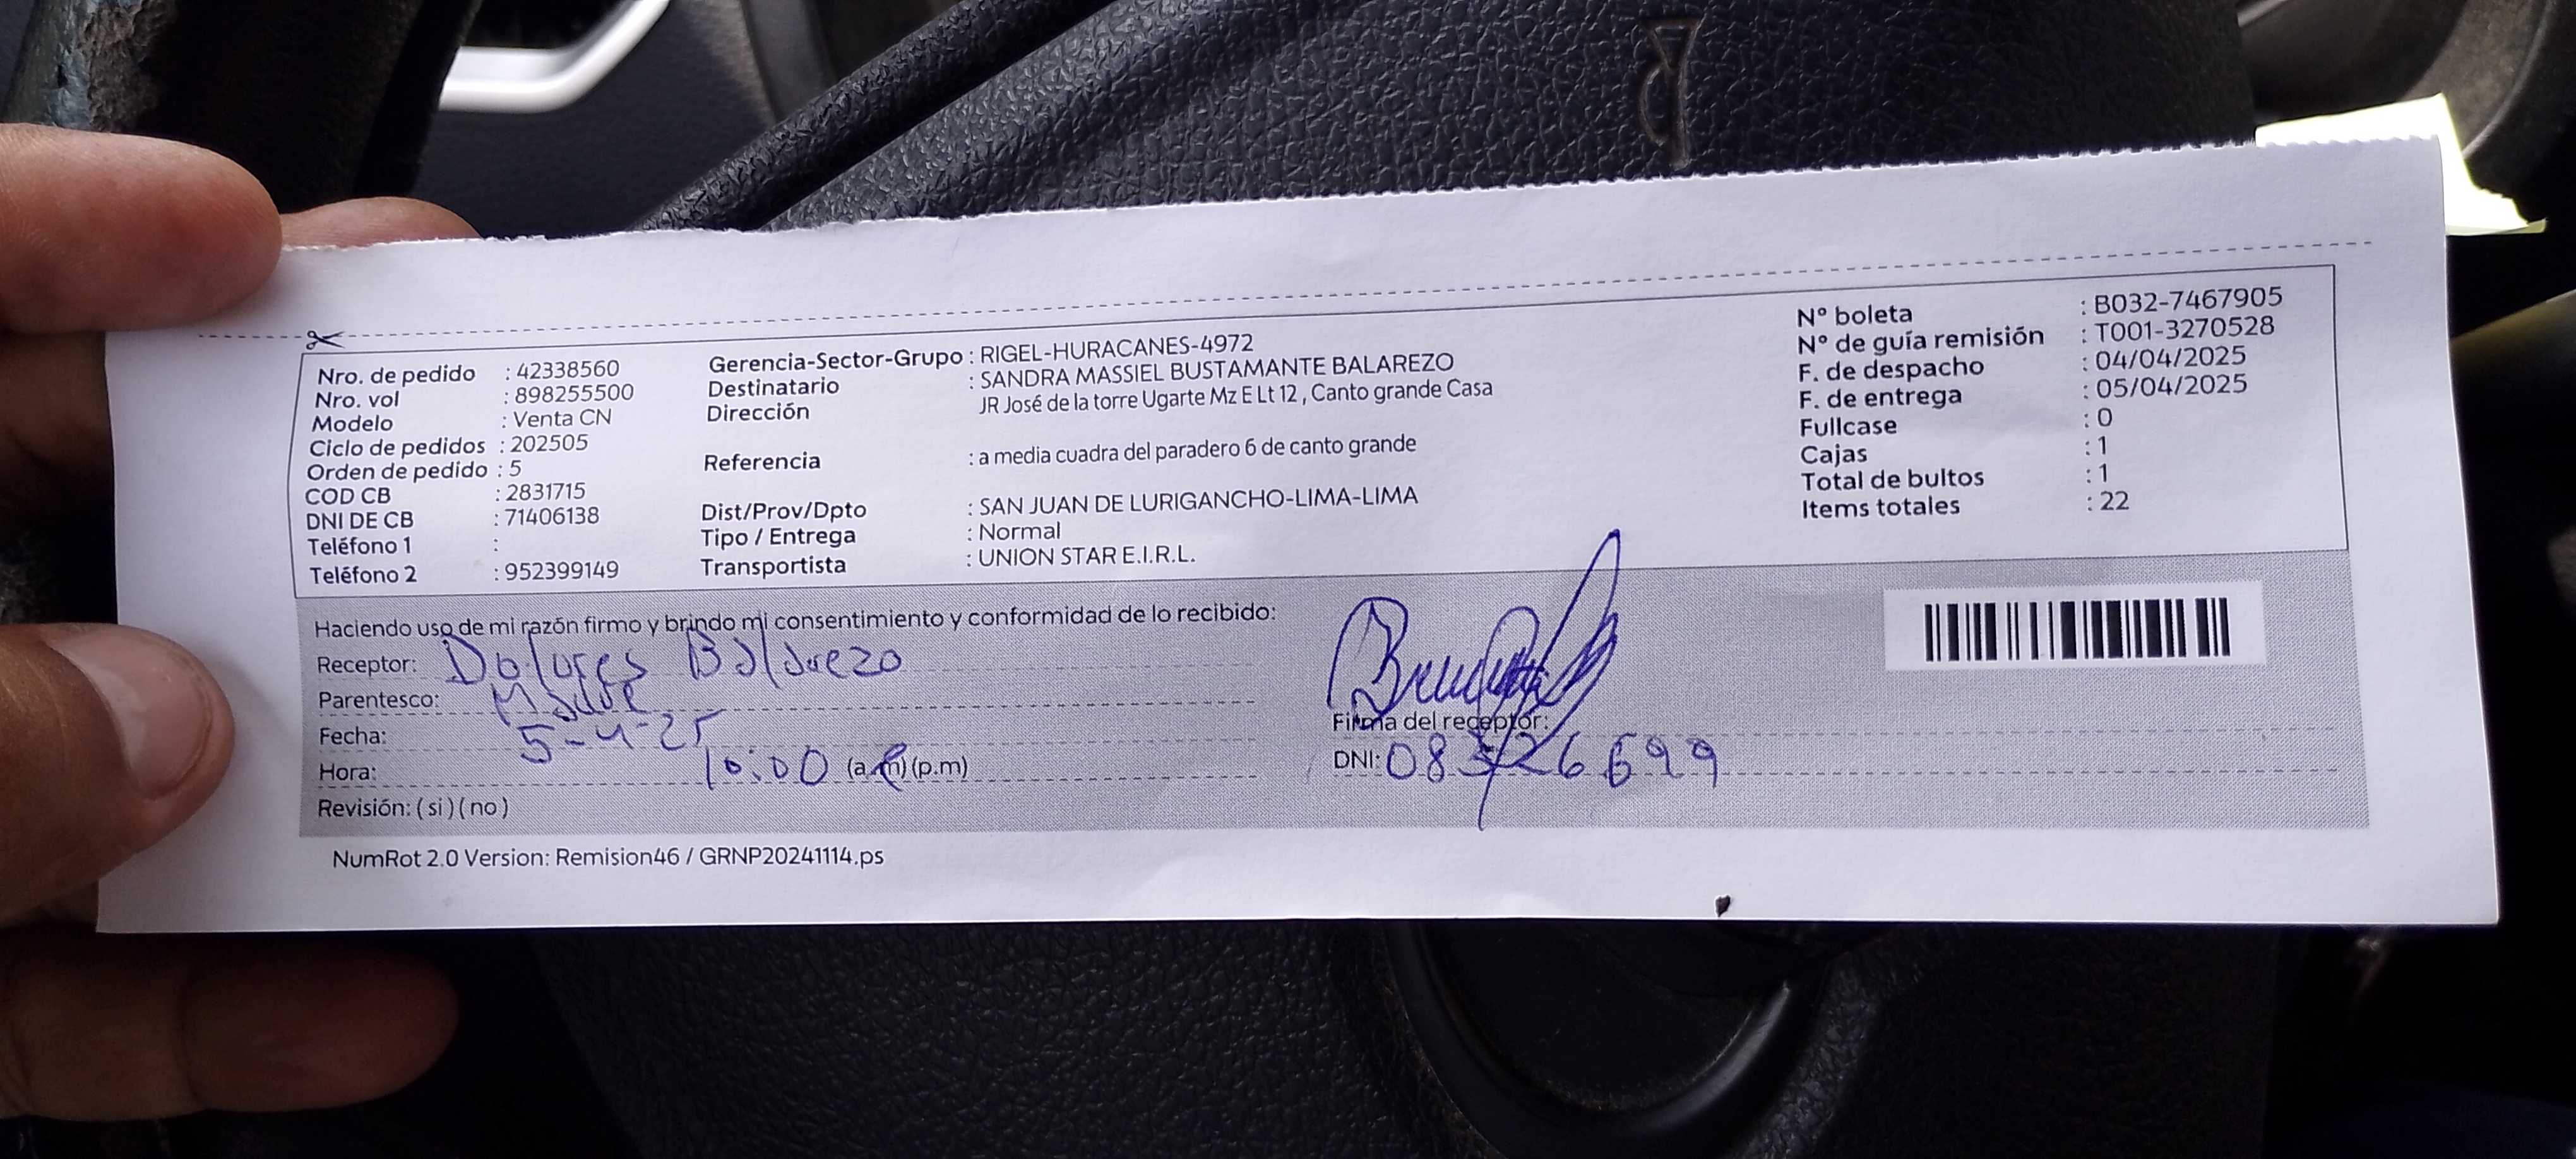 Nro. de pedido : 42338560
Nro. vol : 898255500
Modelo : Venta CN
Ciclo de pedidos : 202505
Orden de pedido : 5
COD CB : 2831715
DNI DE CB : 71406138
Teléfono 1 :
Teléfono 2 : 952399149
Gerencia-Sector-Grupo : RIGEL-HURACANES-4972
Destinatario : SANDRA MASSIEL BUSTAMANTE BALAREZO
Dirección JR José de la torre Ugarte Mz E Lt 12 , Canto grande Casa
Referencia : a media cuadra del paradero 6 de canto grande
Dist/Prov/Dpto : SAN JUAN DE LURIGANCHO-LIMA-LIMA
Tipo / Entrega : Normal
Transportista : UNION STAR E.I.R.L.
N° boleta : B032-7467905
N° de guía remisión : T001-3270528
F. de despacho : 04/04/2025
F. de entrega : 05/04/2025
Fullcase : 0
Cajas : 1
Total de bultos : 1
Items totales : 22
Haciendo uso de mi razón firmo y brindo mi consentimiento y conformidad de lo recibido:
Receptor: Dolores Balarezo
Parentesco: Madre
Fecha: 5-4-25
Hora: 10:00 (a.m) (p.m)
Revisión: ( si ) ( no )
Firma del receptor:
DNI:
NumRot 2.0 Version: Remision46 / GRNP20241114.ps